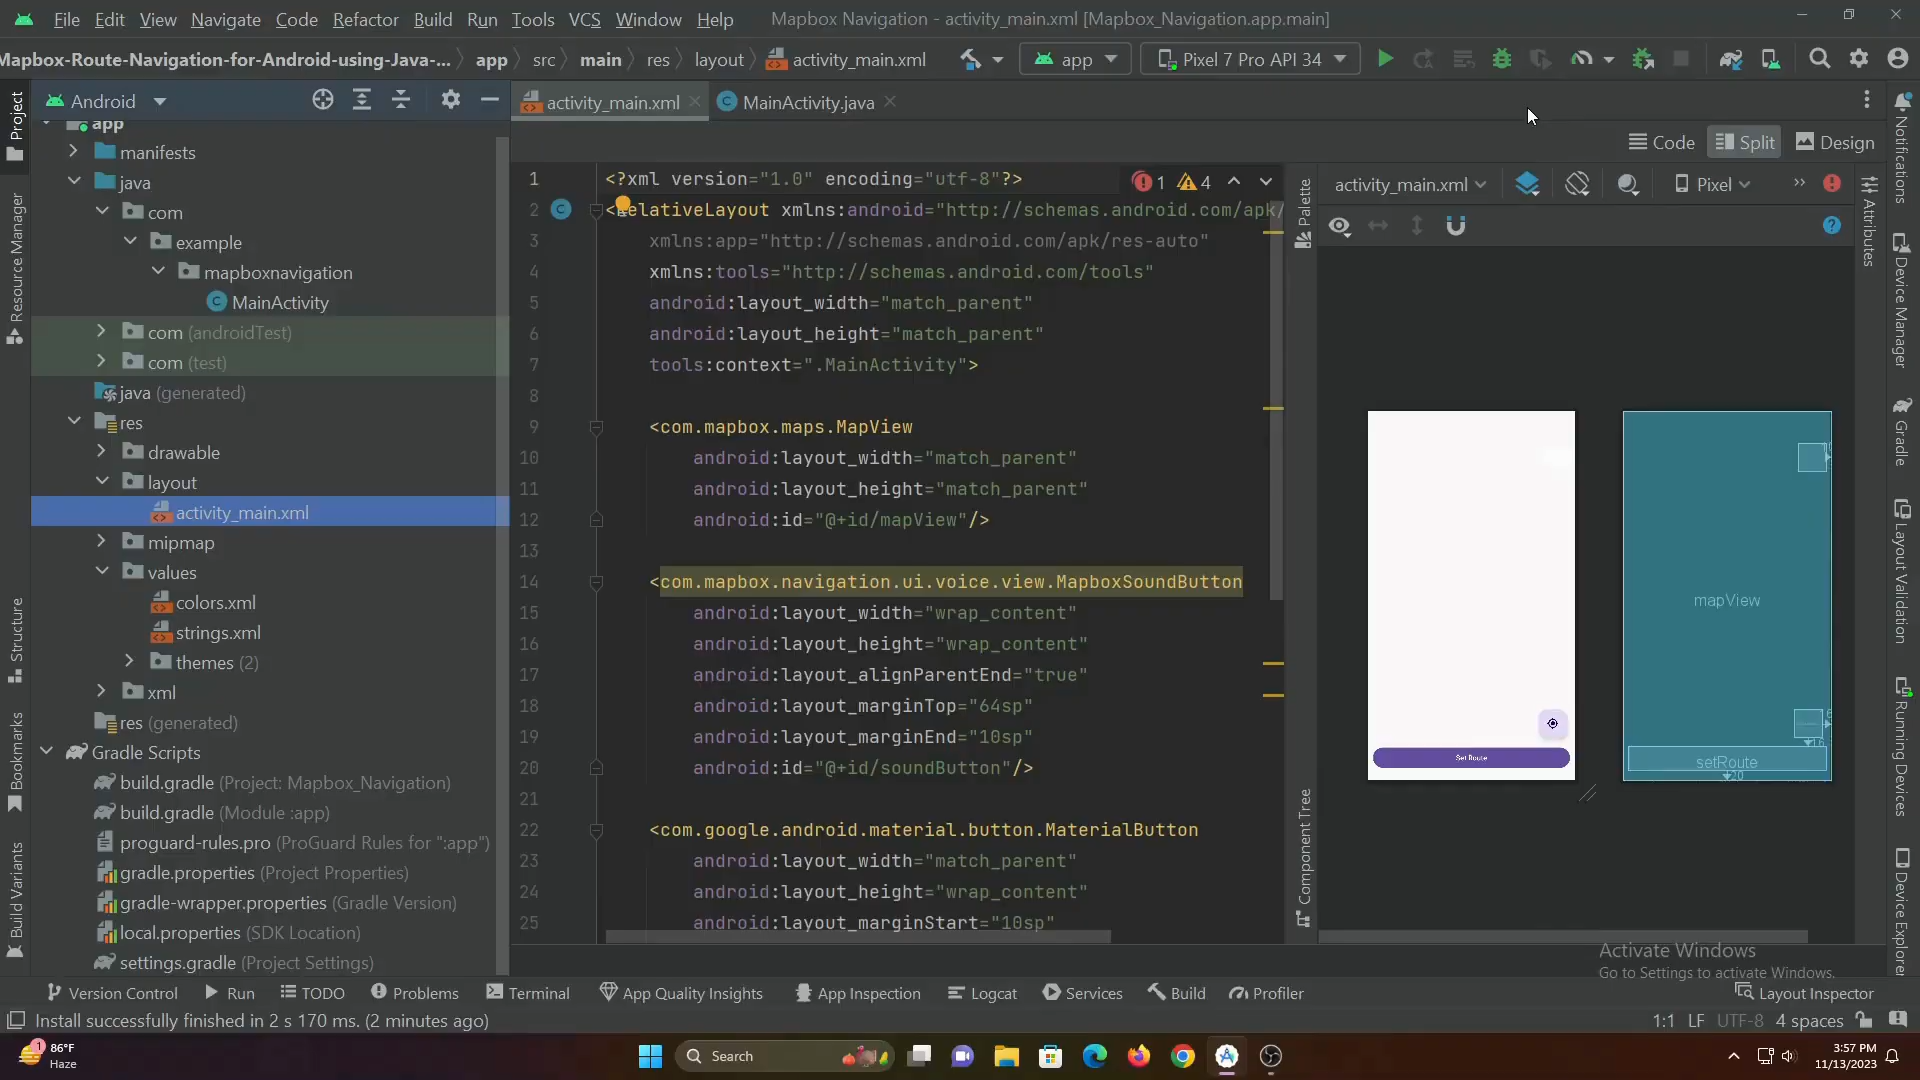 File Edit View Navigate Code Refactor Build Run Tools VCS Window Help Mapbox Navigation - activity_main.xml [Mapbox_Navigation.app.main]
Mapbox-Route-Navigation-for-Android-using-Java-... app src main res layout activity_main.xml app Pixel 7 Pro API 34
Android
activity_main.xml MainActivity.java
Code Split Design
app
manifests
java
com
example
mapboxnavigation
MainActivity
com (androidTest)
com (test)
java (generated)
res
drawable
layout
activity_main.xml
mipmap
values
colors.xml
strings.xml
themes (2)
xml
res (generated)
Gradle Scripts
build.gradle (Project: Mapbox_Navigation)
build.gradle (Module :app)
proguard-rules.pro (ProGuard Rules for ":app")
gradle.properties (Project Properties)
gradle-wrapper.properties (Gradle Version)
local.properties (SDK Location)
settings.gradle (Project Settings)
Project
Resource Manager
Structure
Bookmarks
Build Variants
1 <?xml version="1.0" encoding="utf-8"?> 1 4
2 <RelativeLayout xmlns:android="http://schemas.android.com/apk/
3 xmlns:app="http://schemas.android.com/apk/res-auto"
4 xmlns:tools="http://schemas.android.com/tools"
5 android:layout_width="match_parent"
6 android:layout_height="match_parent"
7 tools:context=".MainActivity">
8
9 <com.mapbox.maps.MapView
10 android:layout_width="match_parent"
11 android:layout_height="match_parent"
12 android:id="@+id/mapView"/>
13
14 <com.mapbox.navigation.ui.voice.view.MapboxSoundButton
15 android:layout_width="wrap_content"
16 android:layout_height="wrap_content"
17 android:layout_alignParentEnd="true"
18 android:layout_marginTop="64sp"
19 android:layout_marginEnd="10sp"
20 android:id="@+id/soundButton"/>
21
22 <com.google.android.material.button.MaterialButton
23 android:layout_width="match_parent"
24 android:layout_height="wrap_content"
25 android:layout_marginStart="10sp"
Palette
Component Tree
activity_main.xml Pixel
Set Route
mapView
setRoute
20
Attributes
Notifications
Device Manager
Gradle
Layout Validation
Running Devices
Device Explorer
Activate Windows
Go to Settings to activate Windows.
Version Control Run TODO Problems Terminal App Quality Insights App Inspection Logcat Services Build Profiler Layout Inspector
Install successfully finished in 2 s 170 ms. (2 minutes ago) 1:1 LF UTF-8 4 spaces
1 86°F
Haze
Search
3:57 PM
11/13/2023